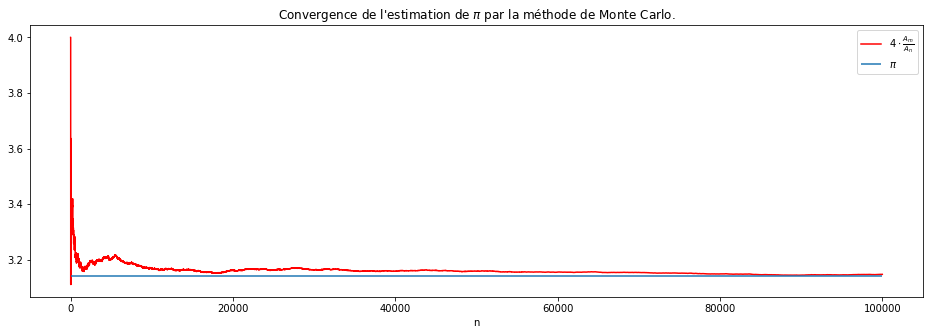 Convergence de l'estimation de π par la méthode de Monte Carlo.
4 · A_m/A_n
π
4.0
3.8
3.6
3.4
3.2
0 20000 40000 60000 80000 100000
n